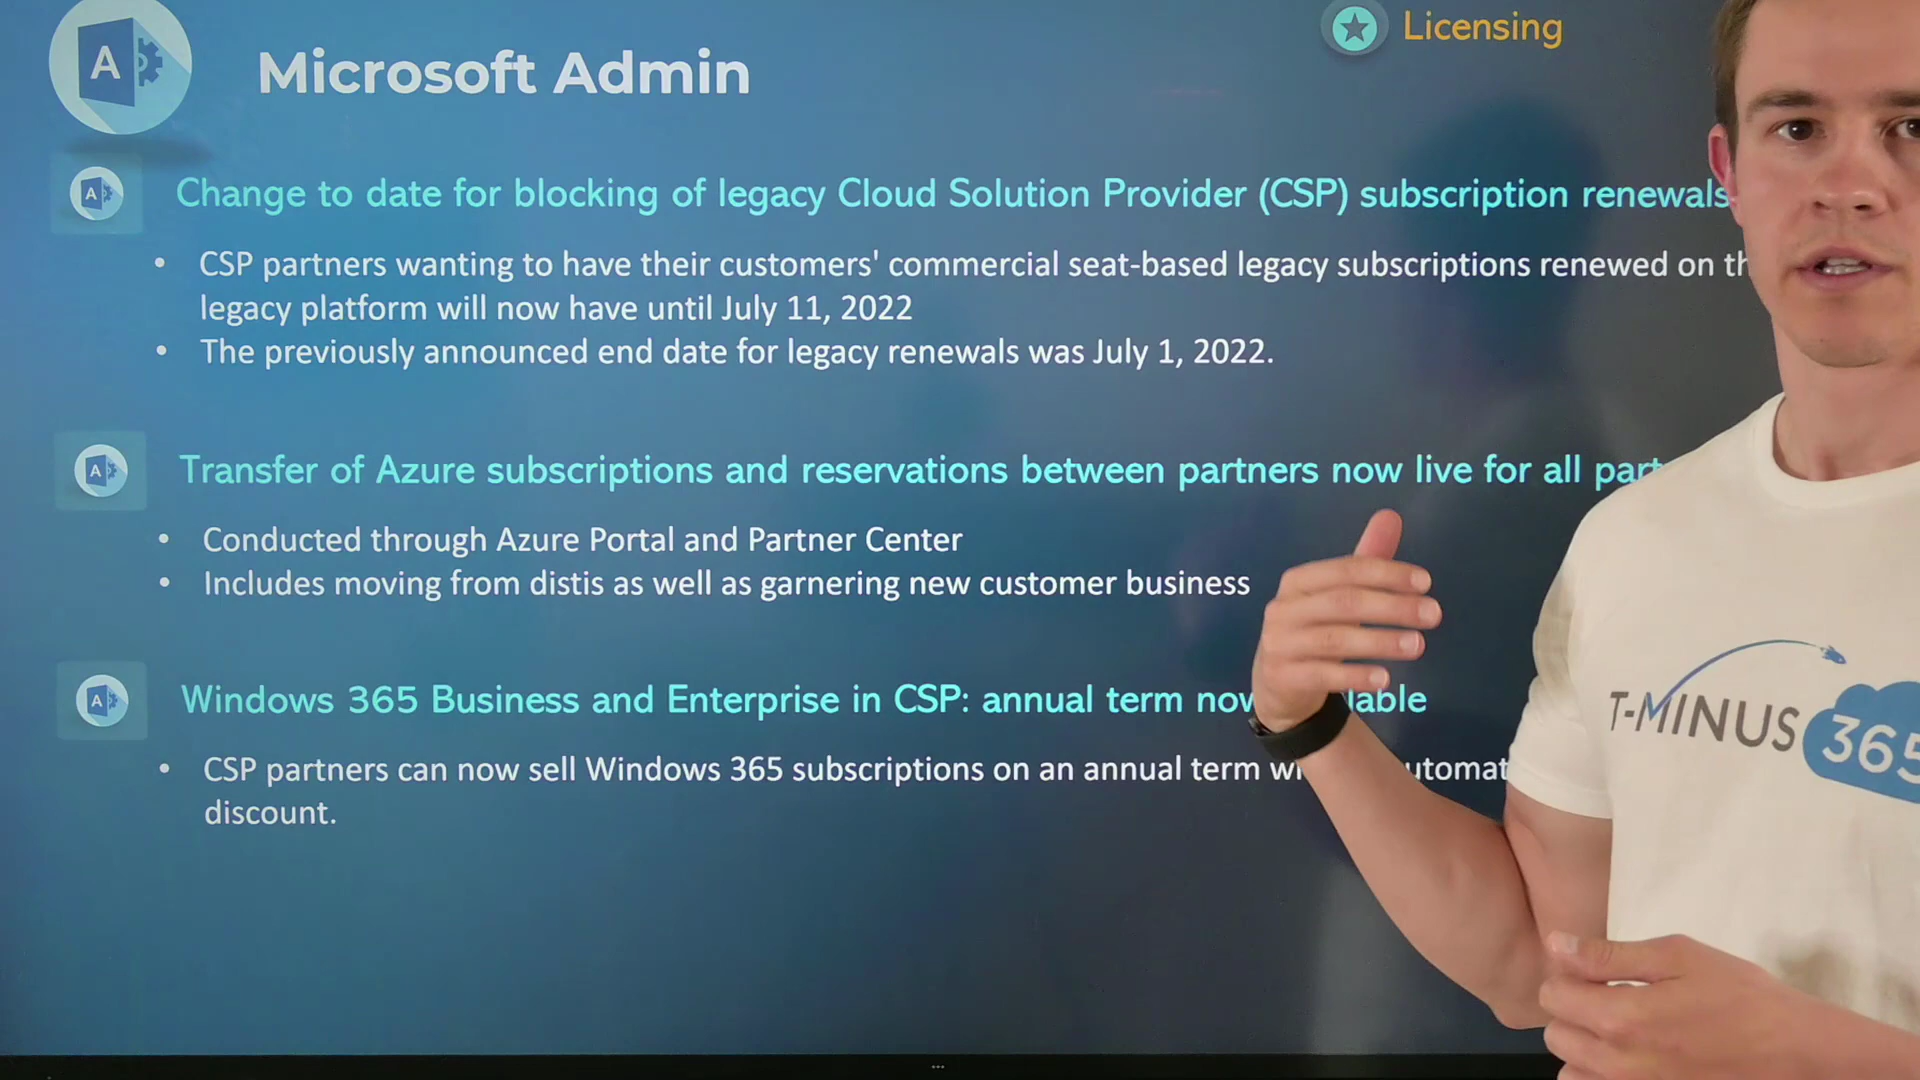 Licensing
Microsoft Admin
Change to date for blocking of legacy Cloud Solution Provider (CSP) subscription renewals
• CSP partners wanting to have their customers' commercial seat-based legacy subscriptions renewed on
legacy platform will now have until July 11, 2022
• The previously announced end date for legacy renewals was July 1, 2022.
Transfer of Azure subscriptions and reservations between partners now live for all
• Conducted through Azure Portal and Partner Center
• Includes moving from distis as well as garnering new customer business
Windows 365 Business and Enterprise in CSP: annual term
• CSP partners can now sell Windows 365 subscriptions on an annual term
discount.
T-MINUS
365
A
A
A
A